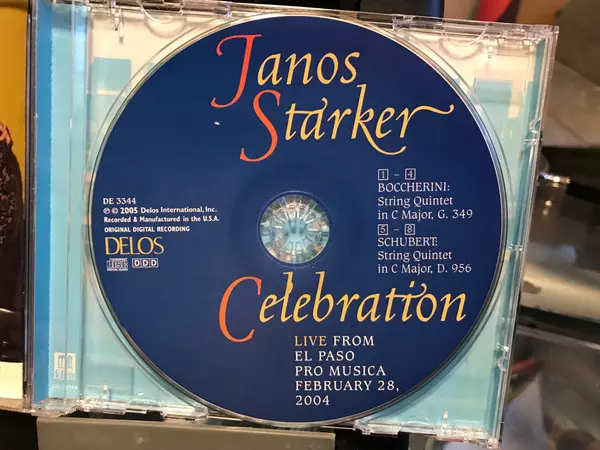 Janos
Starker
1 - 4
BOCCHERINI:
String Quintet
in C Major, G. 349
5 - 8
SCHUBERT:
String Quintet
in C Major, D. 956
DE 3344
℗ © 2005 Delos International, Inc.
Recorded & Manufactured in the U.S.A.
ORIGINAL DIGITAL RECORDING
DELOS
DDD
Celebration
LIVE FROM
EL PASO
PRO MUSICA
FEBRUARY 28,
2004